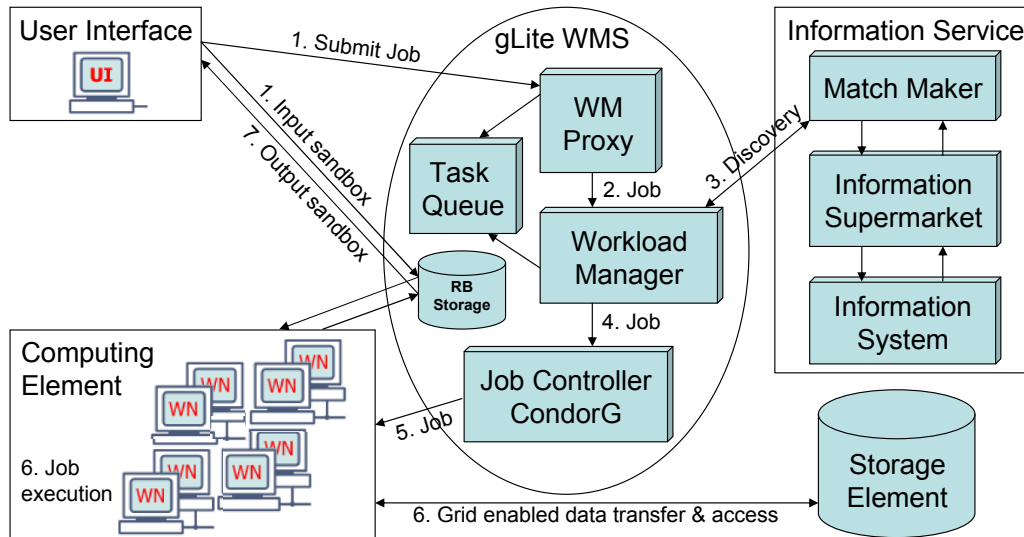 User Interface
UI
1. Submit Job
1. Input sandbox
7. Output sandbox
gLite WMS
WM
Proxy
Task
Queue
2. Job
Workload
Manager
RB
Storage
4. Job
Job Controller
CondorG
3. Discovery
Information Service
Match Maker
Information
Supermarket
Information
System
Computing
Element
WN
WN
WN
WN
WN
WN
WN
WN
5. Job
6. Job
execution
6. Grid enabled data transfer & access
Storage
Element